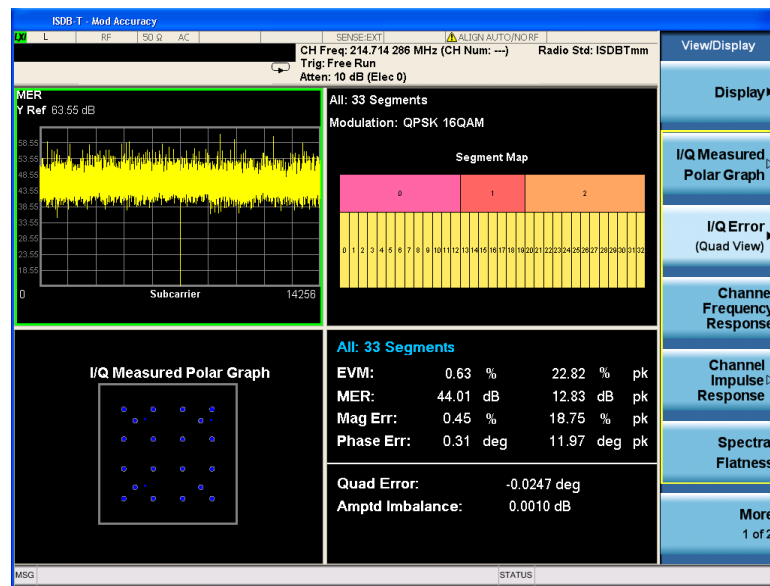 ISDB-T - Mod Accuracy
LXI L RF 50 Ω AC SENSE:EXT ALIGN AUTO/NO RF
CH Freq: 214.714 286 MHz (CH Num: ---) Radio Std: ISDBTmm
Trig: Free Run
Atten: 10 dB (Elec 0)
MER
Y Ref 63.55 dB
58.55
53.55
48.55
43.55
38.55
33.55
28.55
23.55
18.55
0 Subcarrier 14256
All: 33 Segments
Modulation: QPSK 16QAM
Segment Map
0 1 2
0 1 2 3 4 5 6 7 8 9 10 11 12 13 14 15 16 17 18 19 20 21 22 23 24 25 26 27 28 29 30 31 32
I/Q Measured Polar Graph
All: 33 Segments
EVM: 0.63 % 22.82 % pk
MER: 44.01 dB 12.83 dB pk
Mag Err: 0.45 % 18.75 % pk
Phase Err: 0.31 deg 11.97 deg pk
Quad Error: -0.0247 deg
Amptd Imbalance: 0.0010 dB
View/Display
Display
I/Q Measured
Polar Graph
I/Q Error
(Quad View)
Channe
Frequency
Response
Channel
Impulse
Response
Spectra
Flatness
More
1 of 2
MSG STATUS